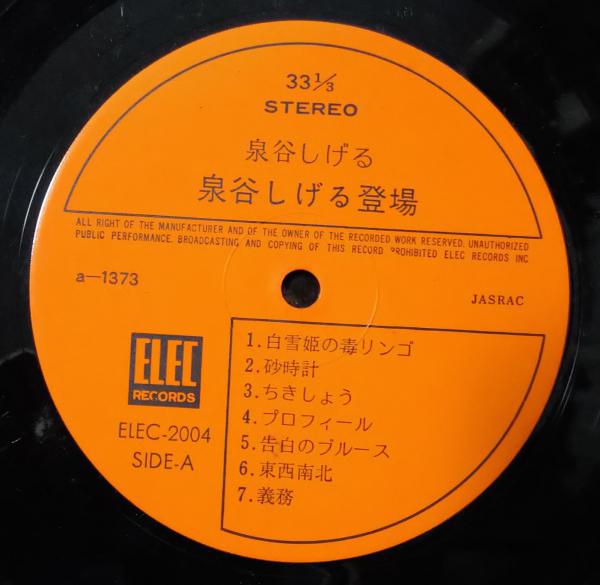 33⅓
STEREO
泉谷しげる
泉谷しげる登場
ALL RIGHT OF THE MANUFACTURER AND OF THE OWNER OF THE RECORDED WORK RESERVED. UNAUTHORIZED
PUBLIC PERFORMANCE. BROADCASTING AND COPYING OF THIS RECORD PROHIBITED ELEC RECORDS INC
a—1373
JASRAC
ELEC
RECORDS
ELEC-2004
SIDE-A
1.白雪姫の毒リンゴ
2.砂時計
3.ちきしょう
4.プロフィール
5.告白のブルース
6.東西南北
7.義務